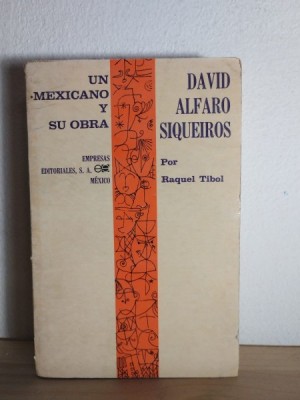 UN
MEXICANO
Y
SU OBRA
EMPRESAS
EDITORIALES, S. A.
MÉXICO
DAVID
ALFARO
SIQUEIROS
Por
Raquel Tibol